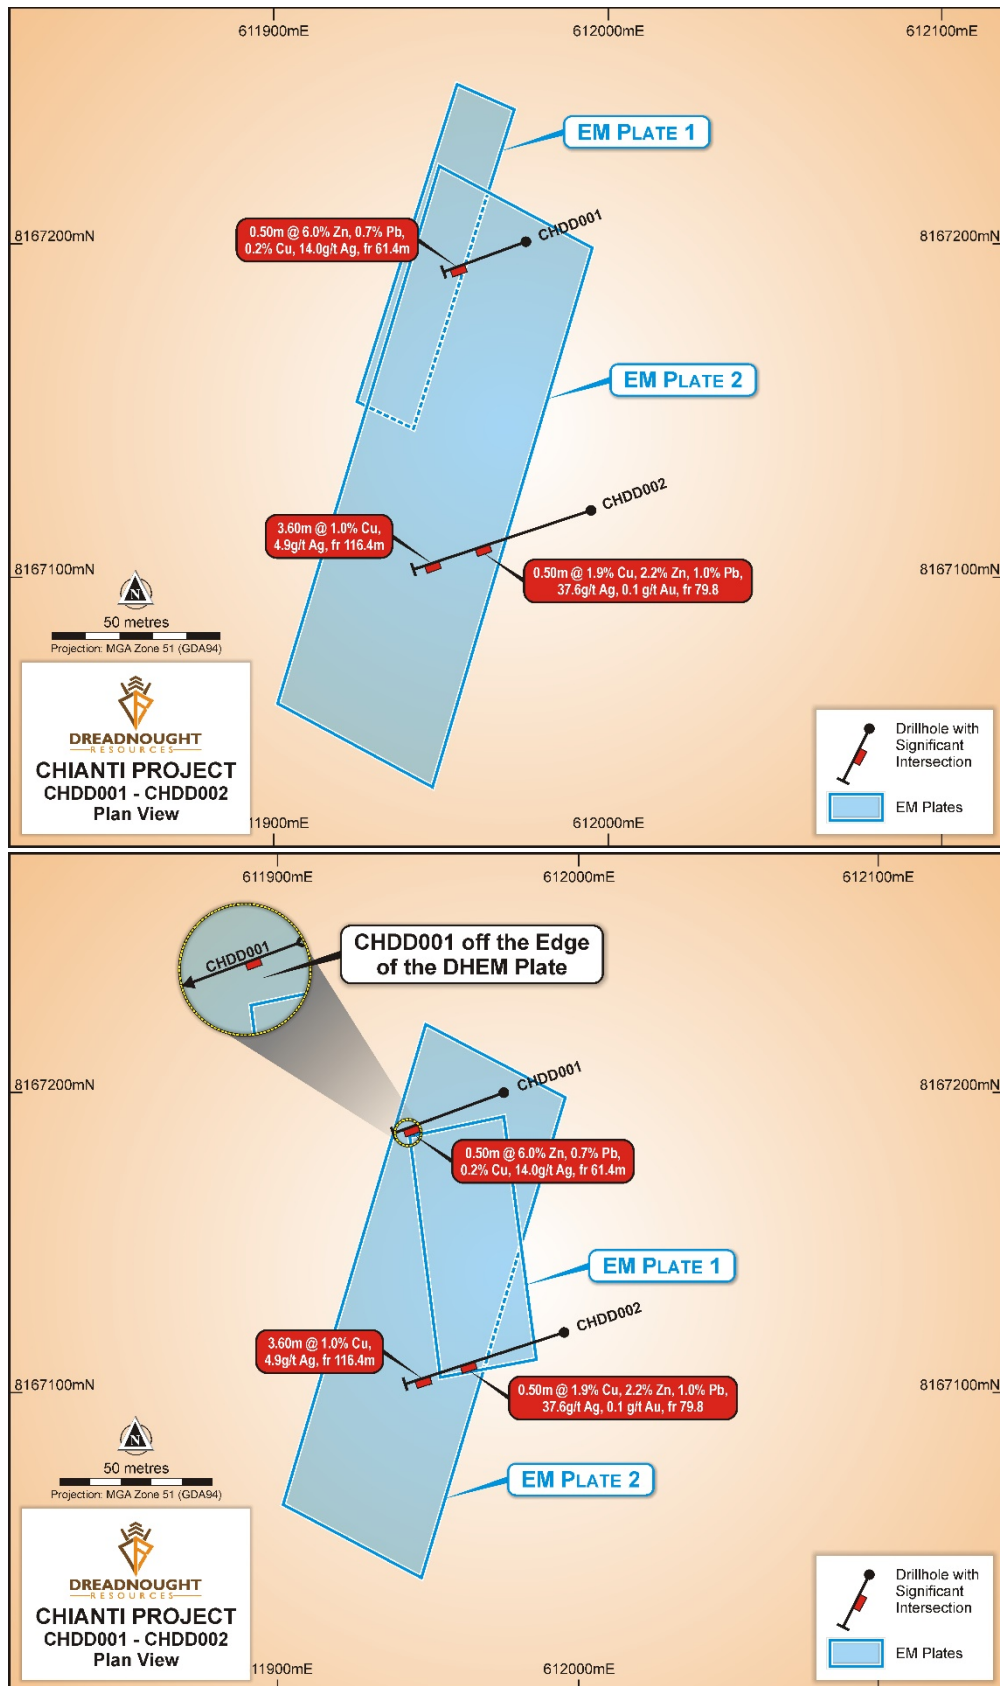 611900mE
612000mE
612100mE
EM PLATE 1
CHDD001
0.50m @ 6.0% Zn, 0.7% Pb,
0.2% Cu, 14.0g/t Ag, fr 61.4m
8167200mN
8167200mN
EM PLATE 2
CHDD002
3.60m @ 1.0% Cu,
4.9g/t Ag, fr 116.4m
0.50m @ 1.9% Cu, 2.2% Zn, 1.0% Pb,
37.6g/t Ag, 0.1 g/t Au, fr 79.8
8167100mN
8167100mN
N
50 metres
Projection: MGA Zone 51 (GDA94)
DREADNOUGHT
RESOURCES
CHIANTI PROJECT
CHDD001 - CHDD002
Plan View
Drillhole with
Significant
Intersection
EM Plates
611900mE
612000mE
611900mE
612000mE
612100mE
CHDD001
CHDD001 off the Edge
of the DHEM Plate
CHDD001
8167200mN
8167200mN
0.50m @ 6.0% Zn, 0.7% Pb,
0.2% Cu, 14.0g/t Ag, fr 61.4m
EM PLATE 1
CHDD002
3.60m @ 1.0% Cu,
4.9g/t Ag, fr 116.4m
0.50m @ 1.9% Cu, 2.2% Zn, 1.0% Pb,
37.6g/t Ag, 0.1 g/t Au, fr 79.8
8167100mN
8167100mN
EM PLATE 2
N
50 metres
Projection: MGA Zone 51 (GDA94)
DREADNOUGHT
RESOURCES
CHIANTI PROJECT
CHDD001 - CHDD002
Plan View
Drillhole with
Significant
Intersection
EM Plates
611900mE
612000mE